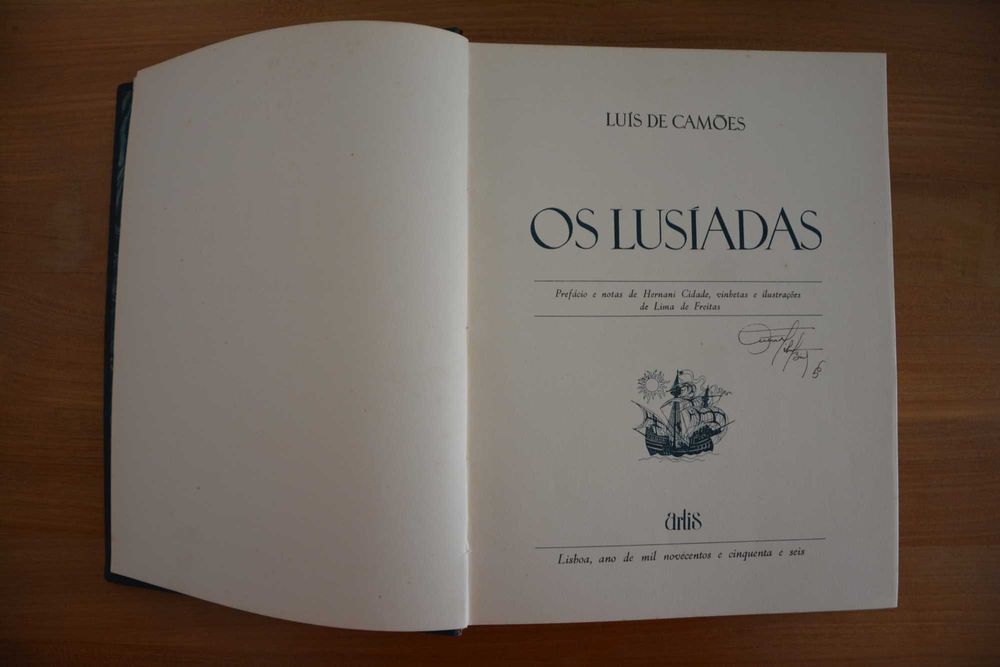 LUÍS DE CAMÕES
OS LUSÍADAS
Prefácio e notas de Hernani Cidade, vinhetas e ilustrações
de Lima de Freitas
artis
Lisboa, ano de mil novecentos e cinquenta e seis